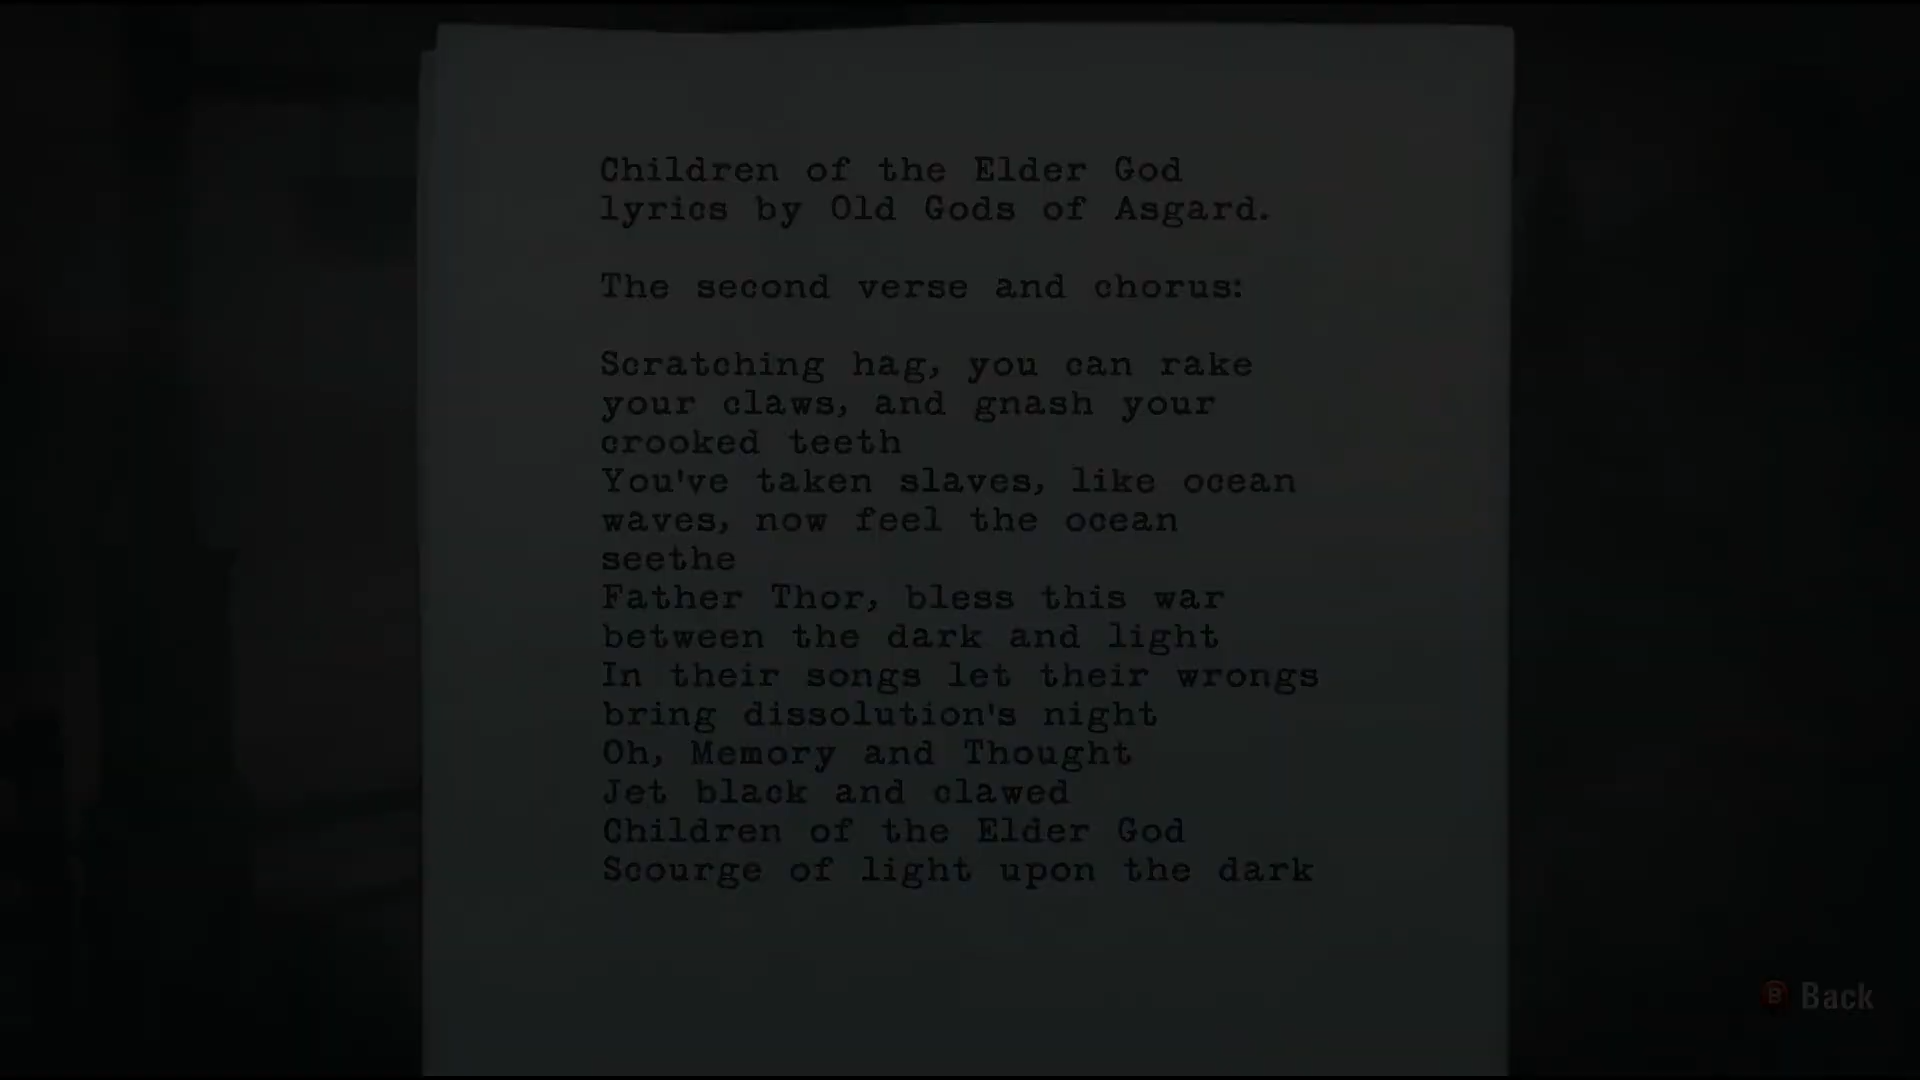 Children of the Elder God
lyrics by Old Gods of Asgard.
The second verse and chorus:
Scratching hag, you can rake
your claws, and gnash your
crooked teeth
You've taken slaves, like ocean
waves, now feel the ocean
seethe
Father Thor, bless this war
between the dark and light
In their songs let their wrongs
bring dissolution's night
Oh, Memory and Thought
Jet black and clawed
Children of the Elder God
Scourge of light upon the dark
B Back